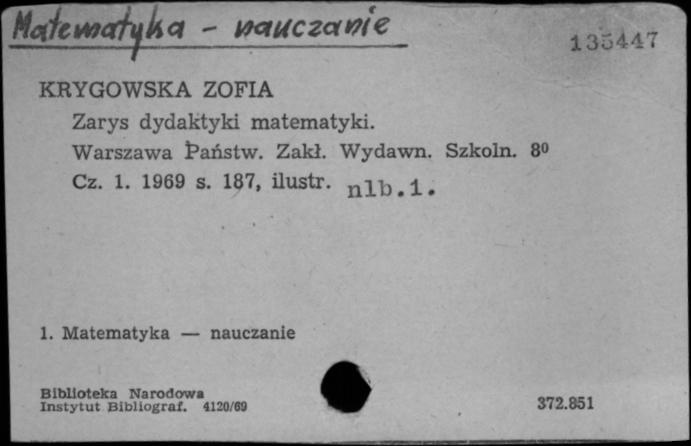 Matematyka - nauczanie
135447
KRYGOWSKA ZOFIA
Zarys dydaktyki matematyki.
Warszawa Państw. Zakł. Wydawn. Szkoln. 8⁰
Cz. 1. 1969 s. 187, ilustr. nlb.1.
1. Matematyka — nauczanie
Biblioteka Narodowa
Instytut Bibliograf. 4120/69
372.851